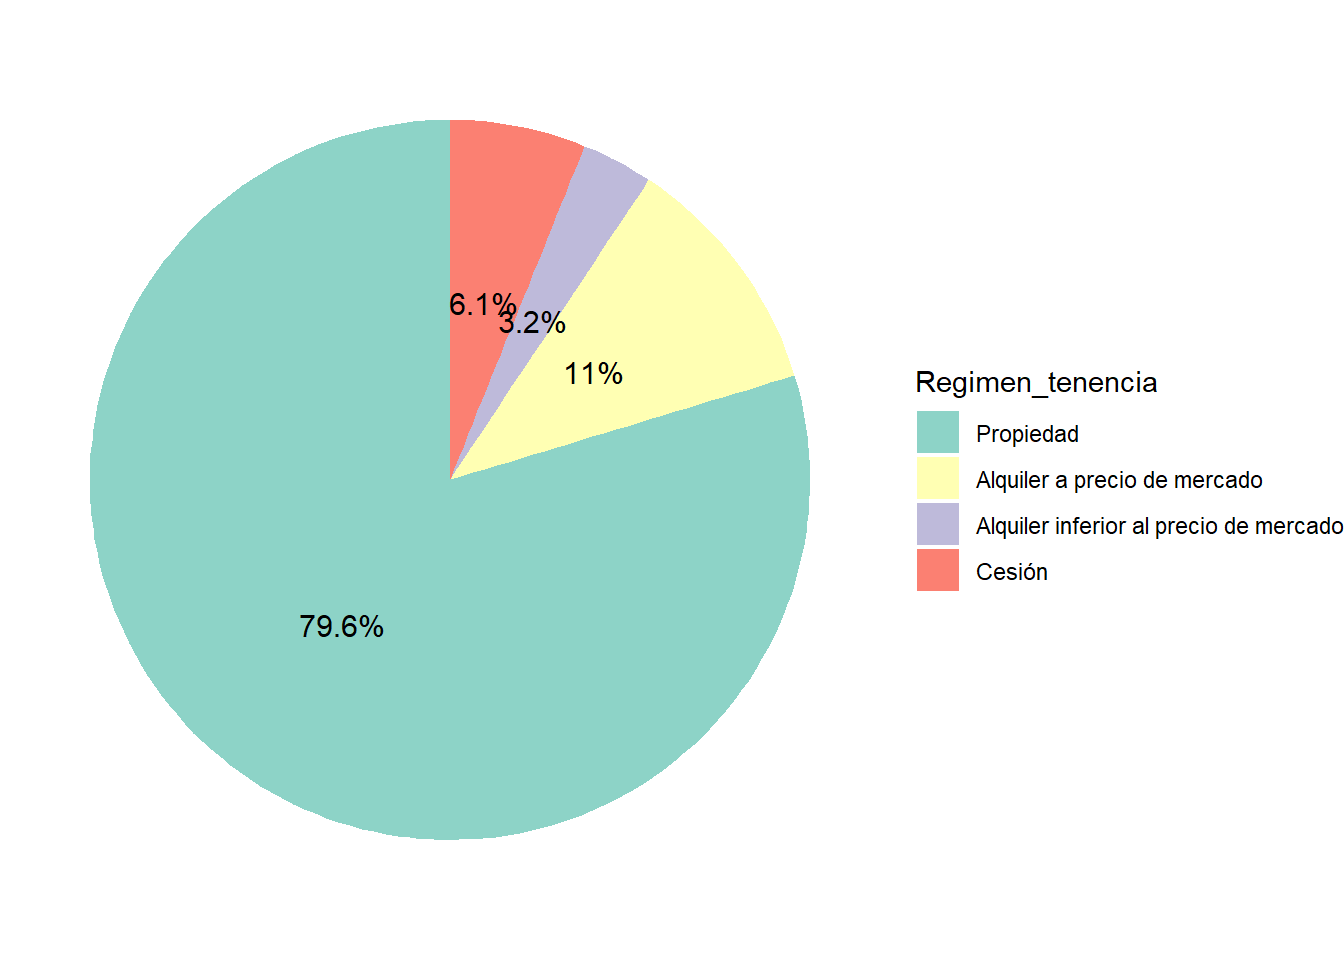 6.1%
3.2%
11%
79.6%
Regimen_tenencia
Propiedad
Alquiler a precio de mercado
Alquiler inferior al precio de mercado
Cesión